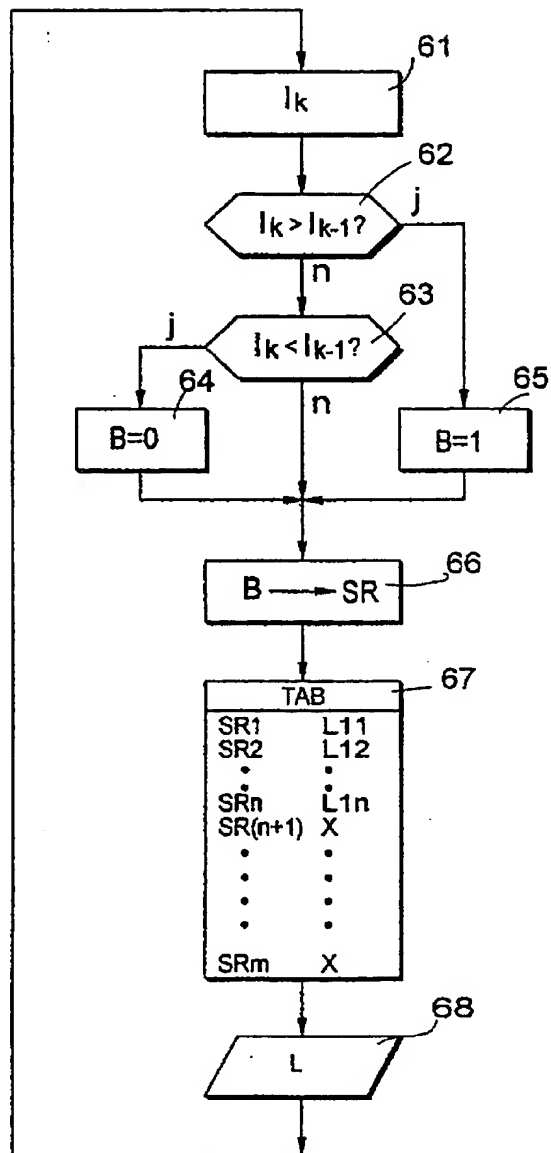 61
Ik
62
Ik > Ik-1?
j
n
63
Ik < Ik-1?
j
n
64
B=0
65
B=1
66
B → SR
67
TAB
SR1 L11
SR2 L12
SRn L1n
SR(n+1) X
SRm X
68
L